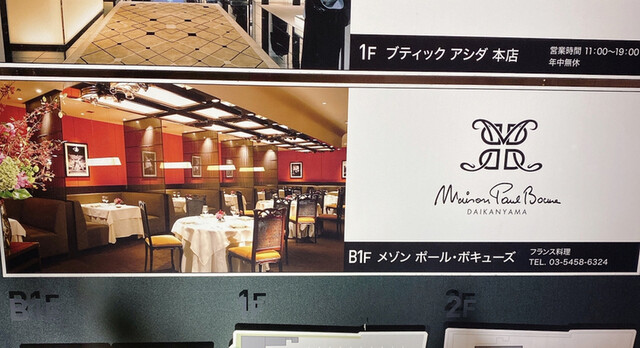 1F ブティック アシダ 本店
営業時間 11:00〜19:00
年中無休
Maison Paul Bocuse
DAIKANYAMA
B1F メゾン ポール・ボキューズ
フランス料理
TEL. 03-5458-6324
B1F
1F
2F